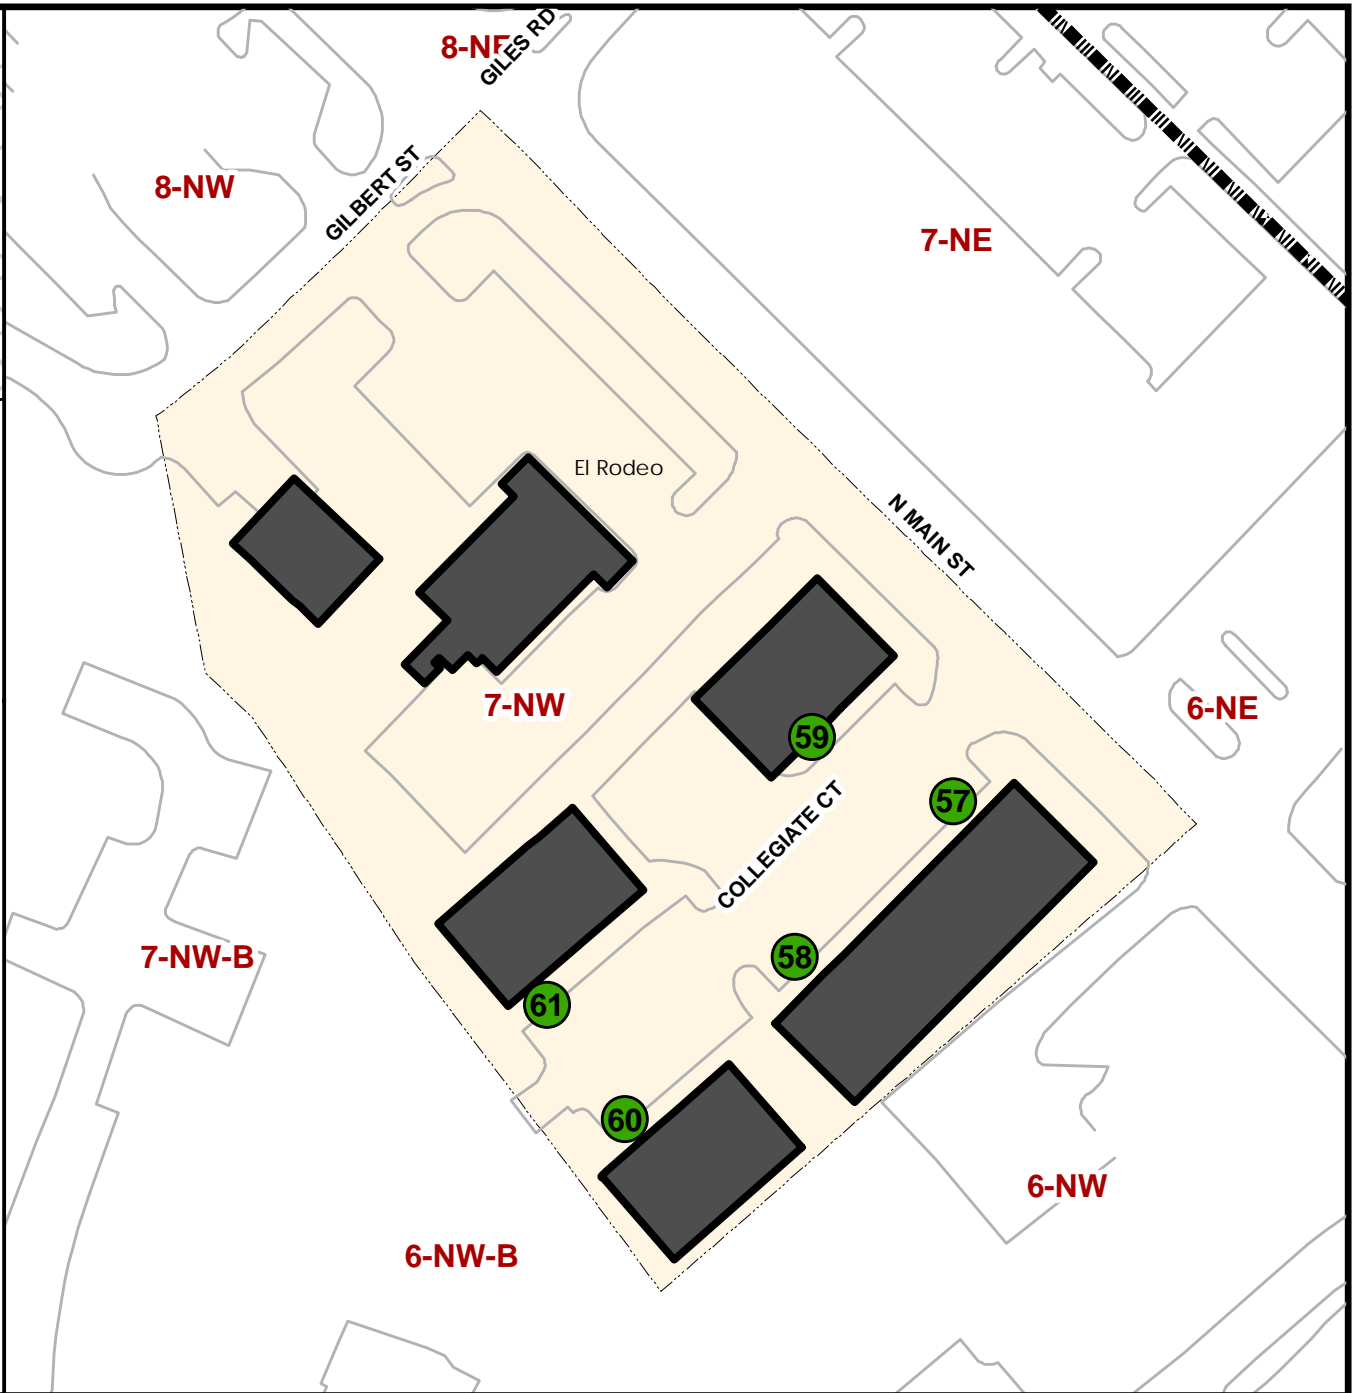 8-NE
GILES RD
GILBERT ST
8-NW
7-NE
El Rodeo
N MAIN ST
7-NW
6-NE
59
57
COLLEGIATE CT
7-NW-B
58
61
60
6-NW
6-NW-B